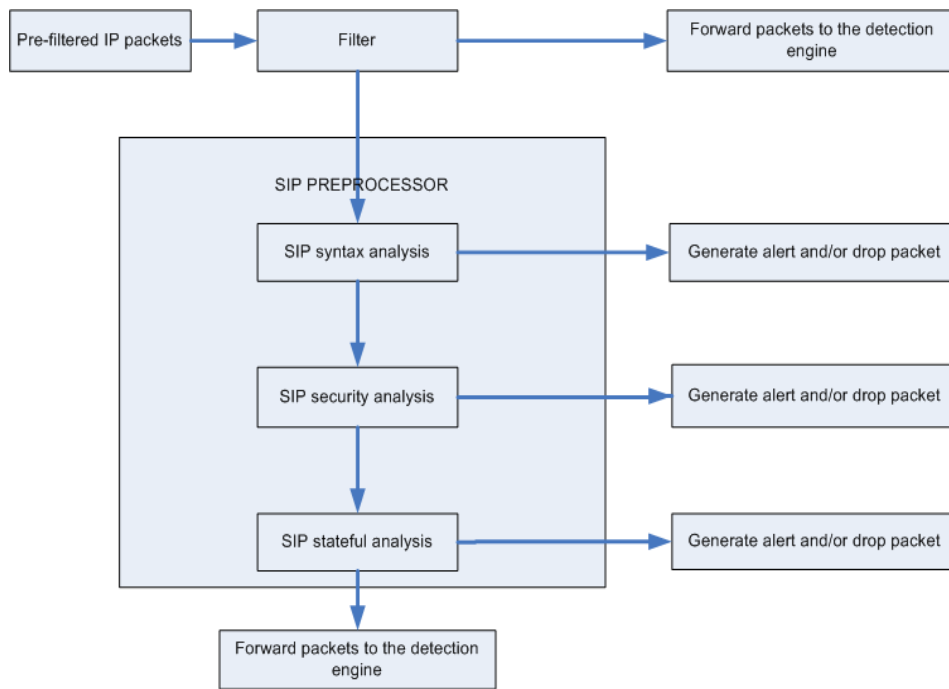 Pre-filtered IP packets
Filter
Forward packets to the detection
engine
SIP PREPROCESSOR
SIP syntax analysis
Generate alert and/or drop packet
SIP security analysis
Generate alert and/or drop packet
SIP stateful analysis
Generate alert and/or drop packet
Forward packets to the detection
engine